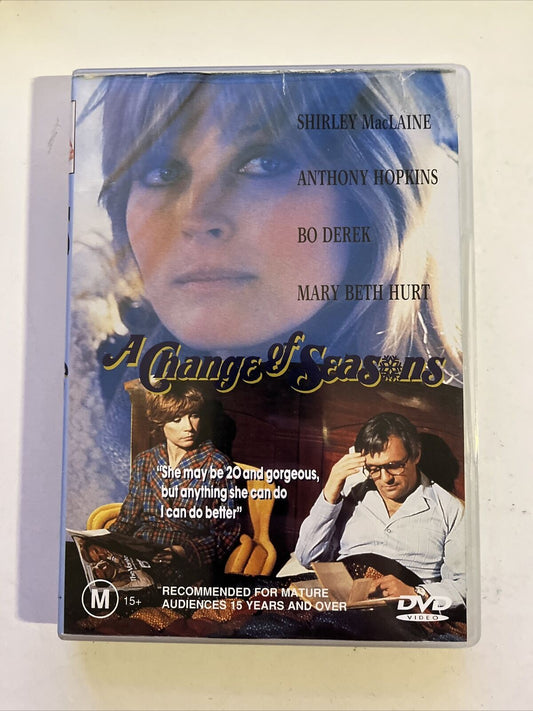 SHIRLEY MacLAINE
ANTHONY HOPKINS
BO DEREK
MARY BETH HURT
A Change of Seasons
"She may be 20 and gorgeous,
but anything she can do
I can do better"
M 15+
RECOMMENDED FOR MATURE
AUDIENCES 15 YEARS AND OVER
DVD
VIDEO